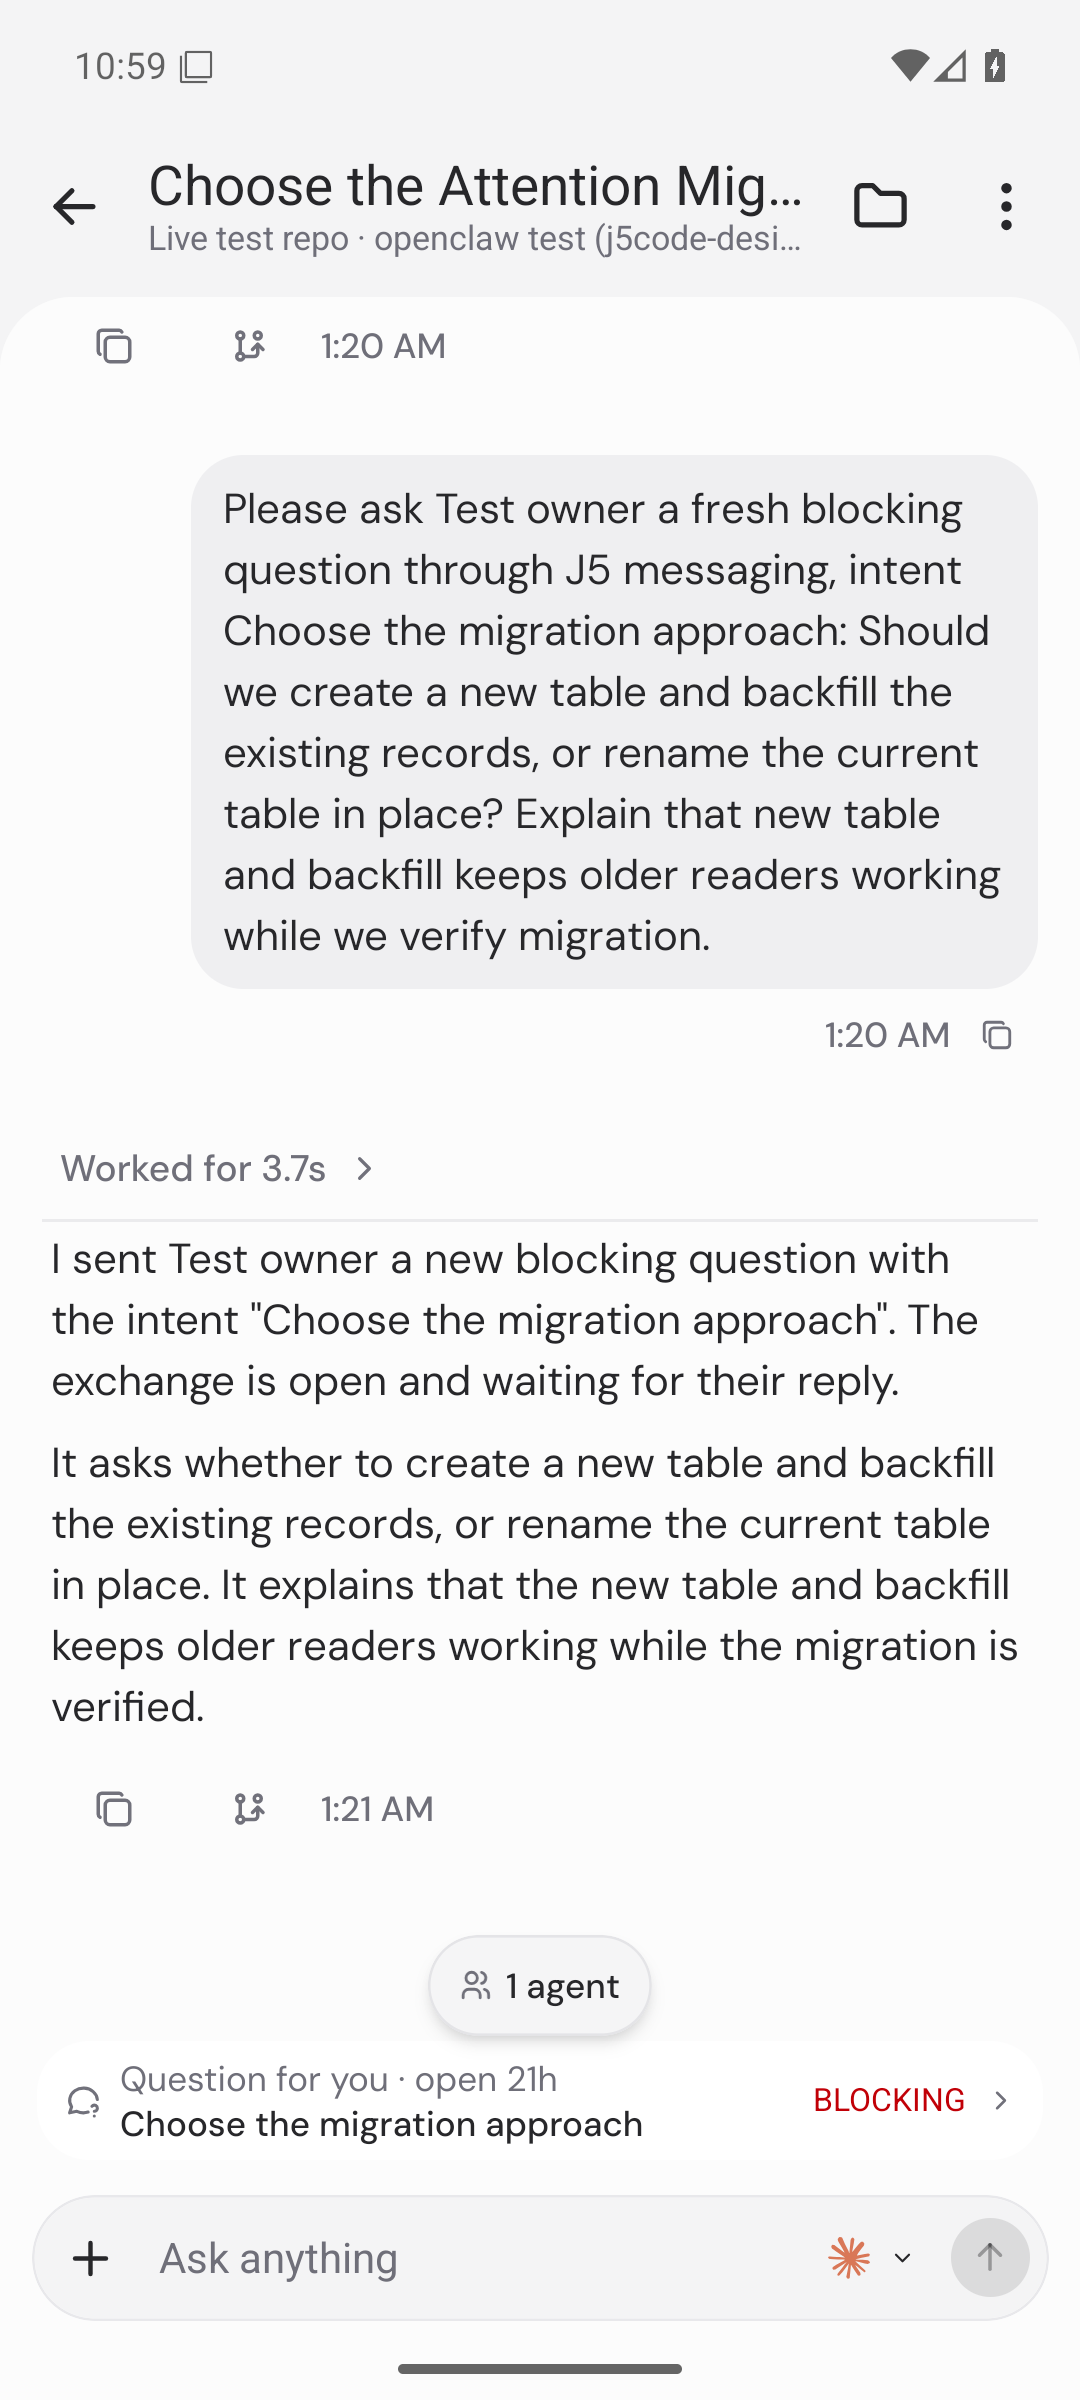 10:59
Choose the Attention Mig...
Live test repo · openclaw test (j5code-desi...
1:20 AM
Please ask Test owner a fresh blocking
question through J5 messaging, intent
Choose the migration approach: Should
we create a new table and backfill the
existing records, or rename the current
table in place? Explain that new table
and backfill keeps older readers working
while we verify migration.
1:20 AM
Worked for 3.7s
I sent Test owner a new blocking question with
the intent "Choose the migration approach". The
exchange is open and waiting for their reply.
It asks whether to create a new table and backfill
the existing records, or rename the current table
in place. It explains that the new table and backfill
keeps older readers working while the migration is
verified.
1:21 AM
1 agent
Question for you · open 21h
Choose the migration approach
BLOCKING
Ask anything